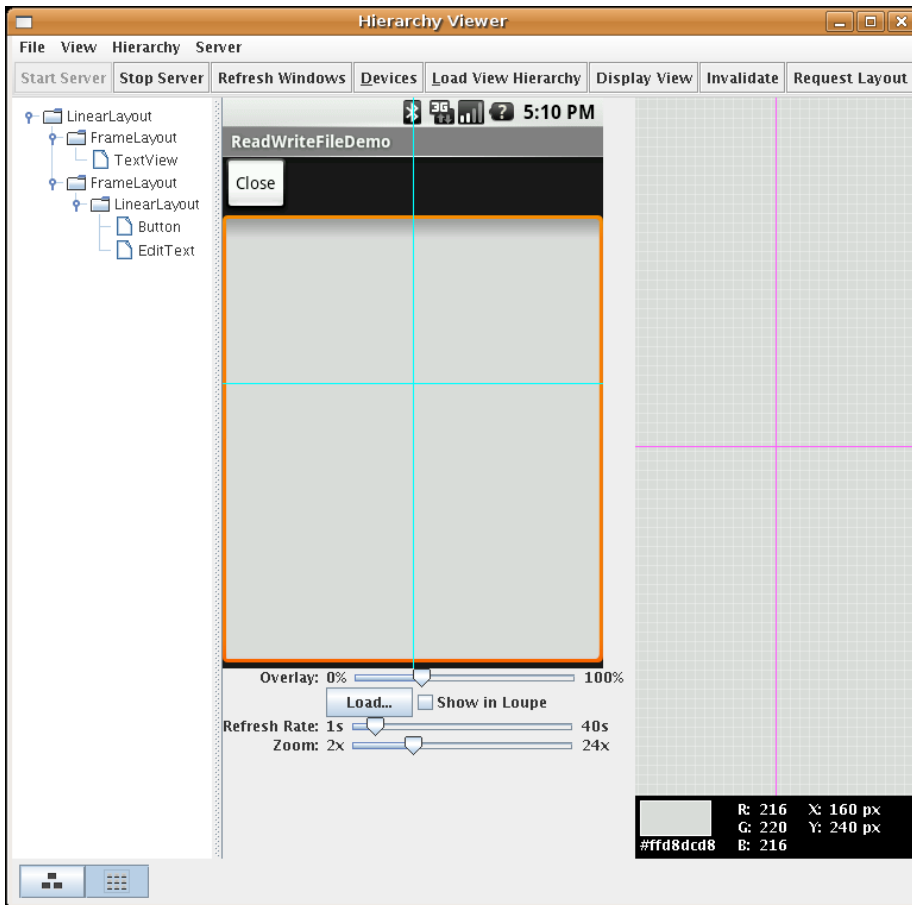 Hierarchy Viewer
File View Hierarchy Server
Start Server Stop Server Refresh Windows Devices Load View Hierarchy Display View Invalidate Request Layout
LinearLayout
FrameLayout
TextView
FrameLayout
LinearLayout
Button
EditText
3G ? 5:10 PM
ReadWriteFileDemo
Close
Overlay: 0% 100%
Load... Show in Loupe
Refresh Rate: 1s 40s
Zoom: 2x 24x
R: 216 X: 160 px
G: 220 Y: 240 px
#ffd8dcd8 B: 216